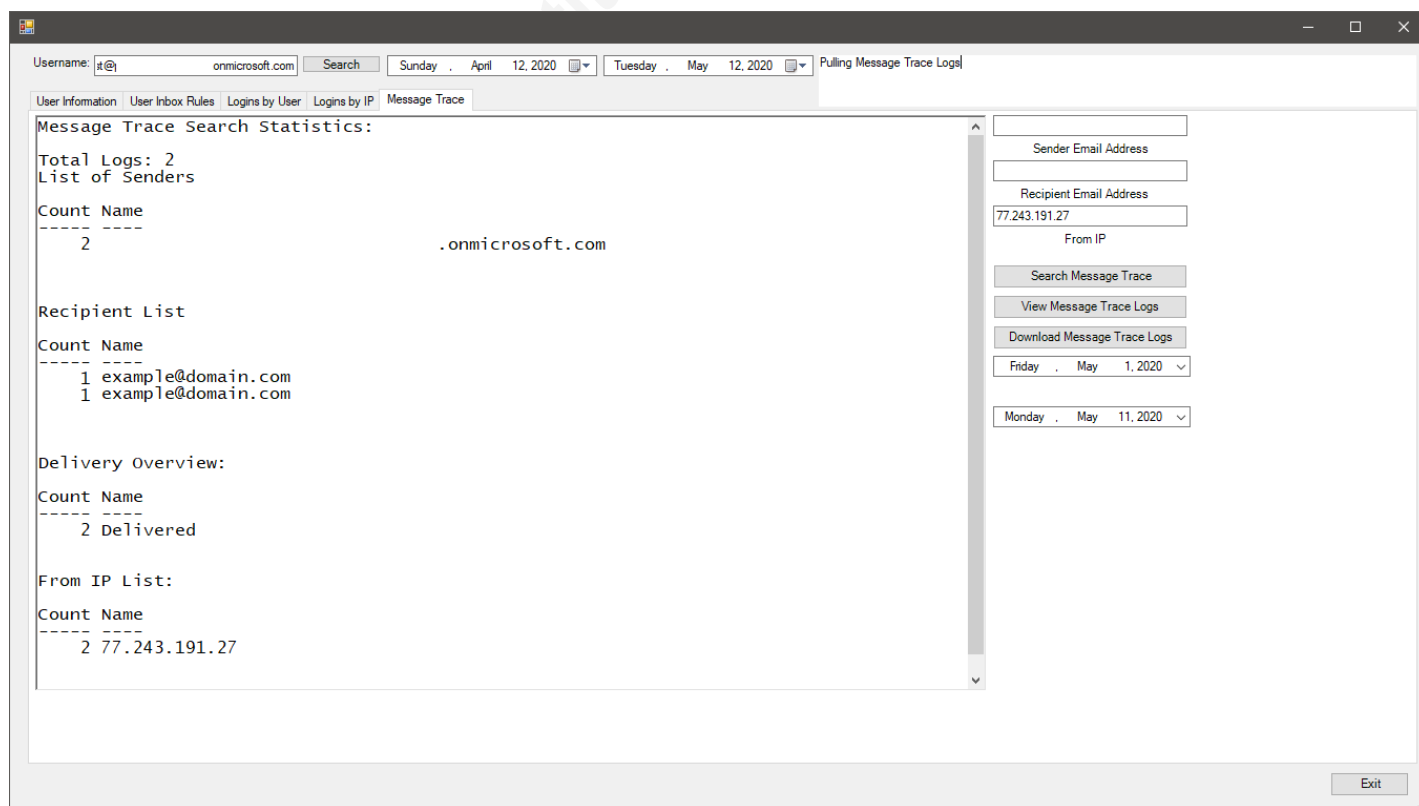 Username: onmicrosoft.com Search Sunday , April 12, 2020 Tuesday , May 12, 2020 Pulling Message Trace Logs
User Information User Inbox Rules Logins by User Logins by IP Message Trace
Message Trace Search Statistics:
Total Logs: 2
List of Senders
Count Name
----- ----
2 .onmicrosoft.com
Recipient List
Count Name
----- ----
1 example@domain.com
1 example@domain.com
Delivery Overview:
Count Name
----- ----
2 Delivered
From IP List:
Count Name
----- ----
2 77.243.191.27
Sender Email Address
Recipient Email Address
77.243.191.27
From IP
Search Message Trace
View Message Trace Logs
Download Message Trace Logs
Friday , May 1, 2020
Monday , May 11, 2020
Exit